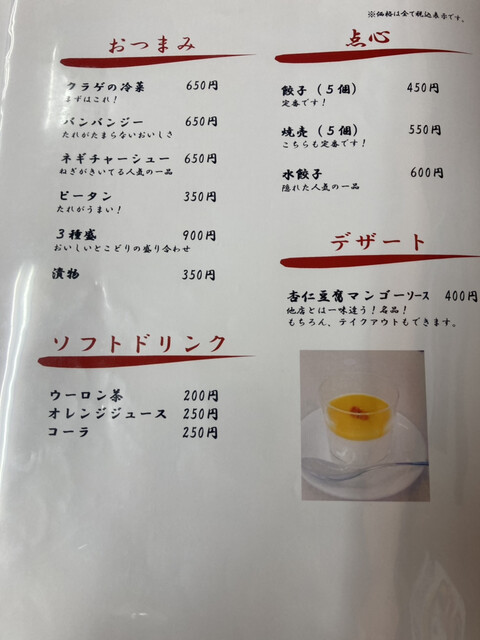 ※価格は全て税込表示です。
おつまみ
クラゲの冷菜 650円
まずはこれ！
バンバンジー 650円
たれがたまらないおいしさ
ネギチャーシュー 650円
ねぎがきいてる人気の一品
ピータン 350円
たれがうまい！
３種盛 900円
おいしいとこどりの盛り合わせ
漬物 350円
ソフトドリンク
ウーロン茶 200円
オレンジジュース 250円
コーラ 250円
点心
餃子（５個） 450円
定番です！
焼売（５個） 550円
こちらも定番です！
水餃子 600円
隠れた人気の一品
デザート
杏仁豆腐マンゴーソース 400円
他店とは一味違う！名品！
もちろん、テイクアウトもできます。